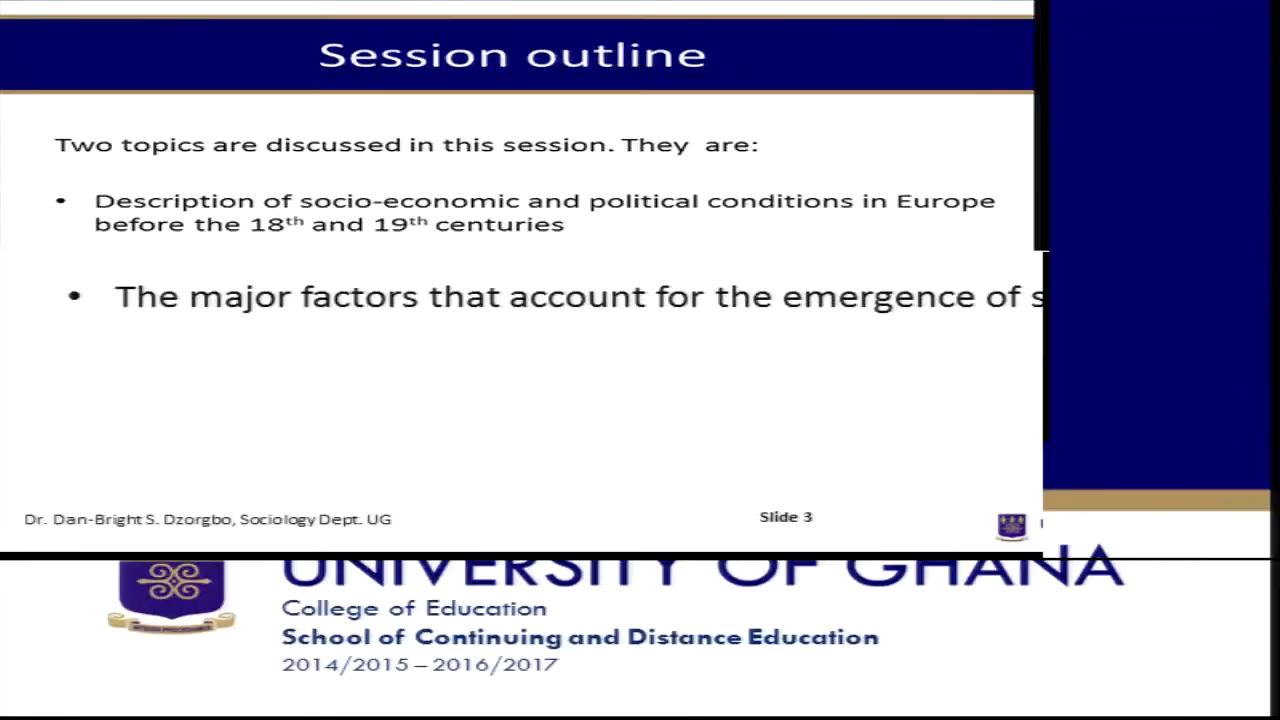 Session outline
Two topics are discussed in this session. They are:
• Description of socio-economic and political conditions in Europe
before the 18th and 19th centuries
• The major factors that account for the emergence of s
Dr. Dan-Bright S. Dzorgbo, Sociology Dept. UG
Slide 3
UNIVERSITY OF GHANA
College of Education
School of Continuing and Distance Education
2014/2015 – 2016/2017